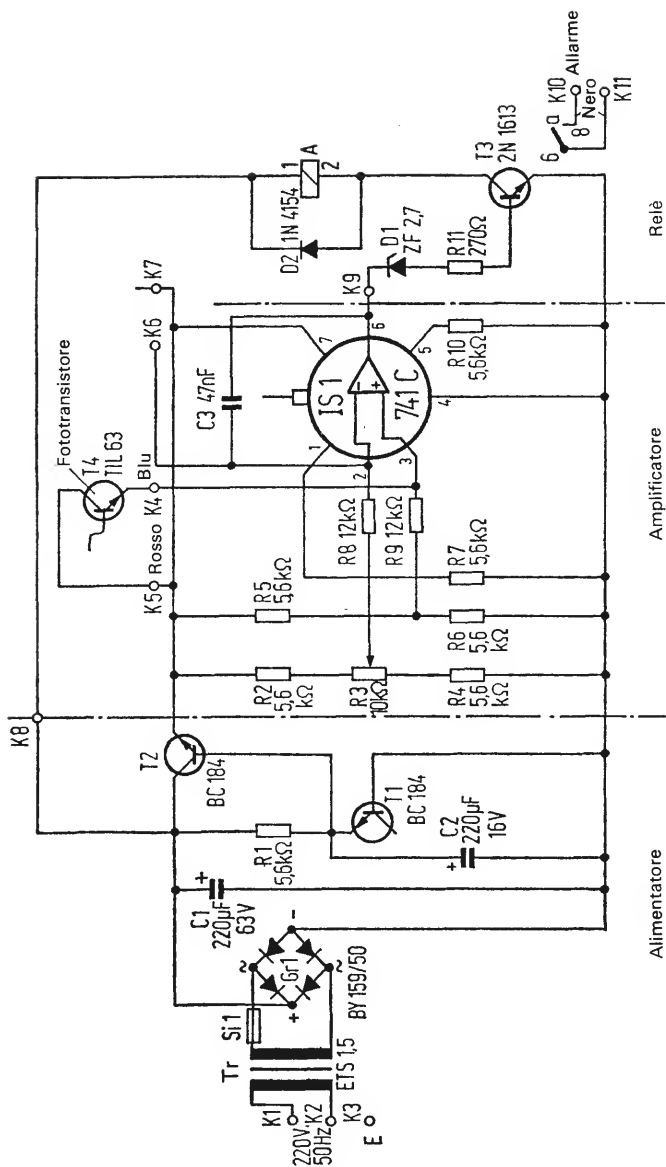 220V
50Hz
K1
K2
K3
E
Tr
ETS 1,5
Si 1
~
Gr1
~
+
-
BY 159/50
C1
220µF
63V
+
R1
5,6kΩ
T1
BC 184
C2
220µF
16V
+
T2
BC 184
K8
Alimentatore
R2
5,6
kΩ
R3
10kΩ
R4
5,6
kΩ
R5
5,6kΩ
R6
5,6
kΩ
R7
5,6kΩ
R8 12kΩ
R9 12kΩ
K5 Rosso
K4 Blu
Fototransistore
T4
TIL 63
C3 47nF
K6
K7
IS 1
741 C
-
+
1
2
3
4
5
6
7
R10
5,6kΩ
K9
Amplificatore
D2
1N 4154
1
2
A
D1
ZF 2,7
R11
270Ω
T3
2N 1613
6
a
8
K10
Allarme
Nero
K11
Relè